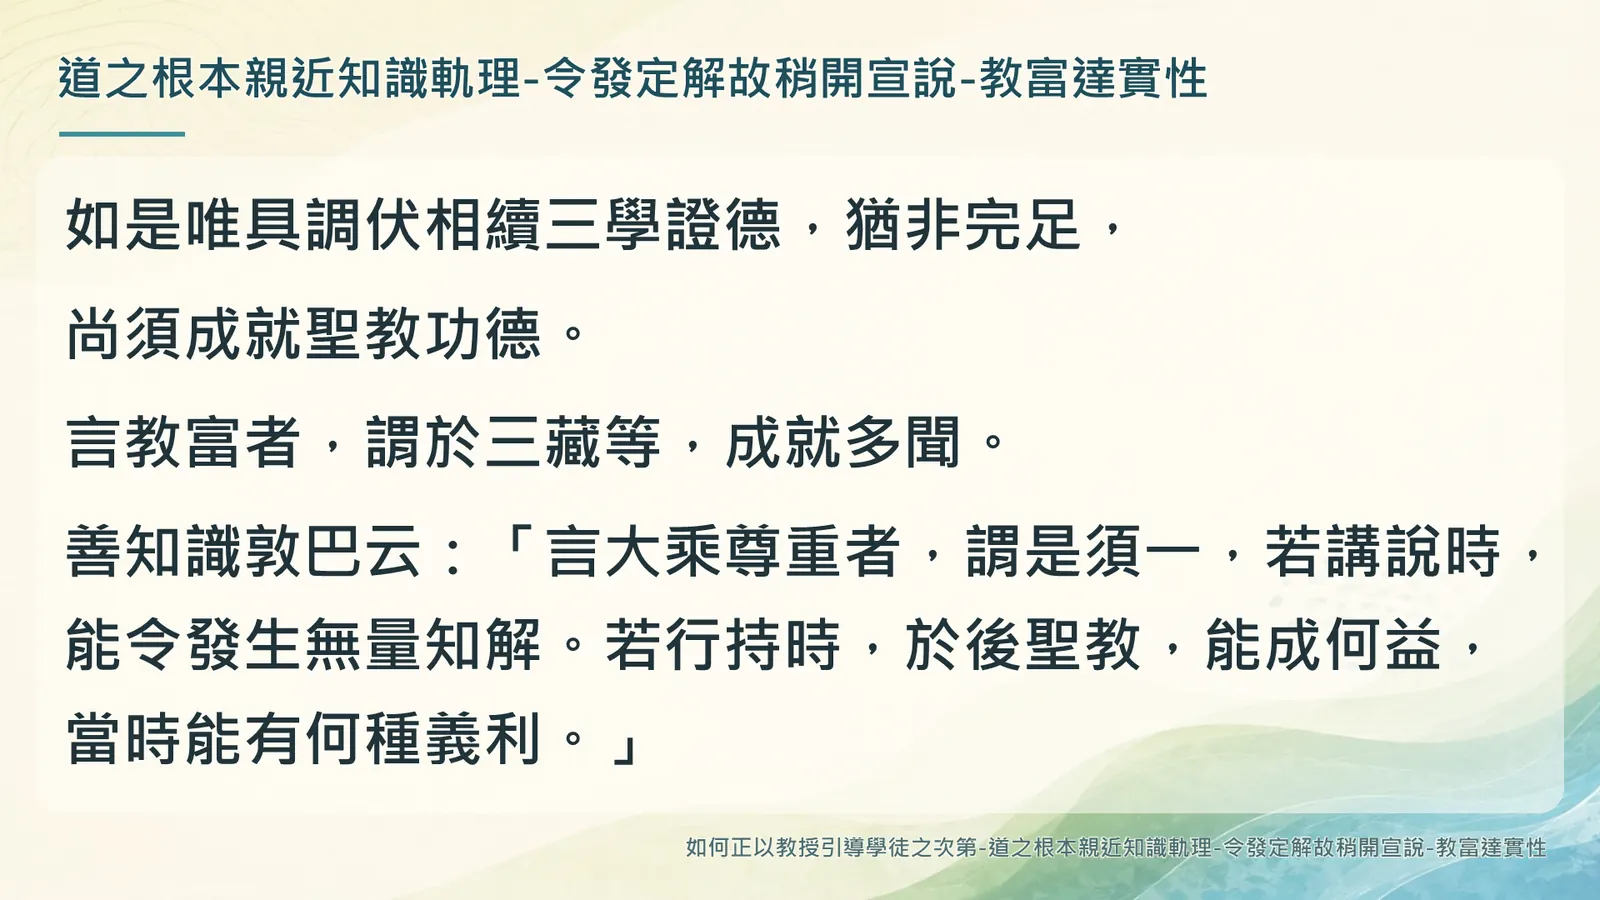 道之根本親近知識軌理-令發定解故稍開宣說-教富達實性
如是唯具調伏相續三學證德，猶非完足，
尚須成就聖教功德。
言教富者，謂於三藏等，成就多聞。
善知識敦巴云：「言大乘尊重者，謂是須一，若講說時，
能令發生無量知解。若行持時，於後聖教，能成何益，
當時能有何種義利。」
如何正以教授引導學徒之次第-道之根本親近知識軌理-令發定解故稍開宣說-教富達實性